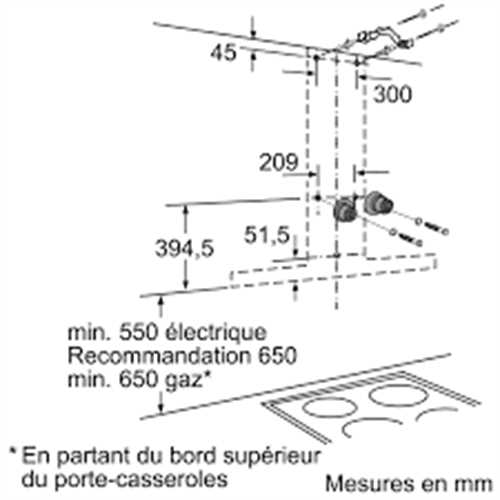 45
300
209
394,5
51,5
min. 550 électrique
Recommandation 650
min. 650 gaz*
* En partant du bord supérieur
du porte-casseroles
Mesures en mm